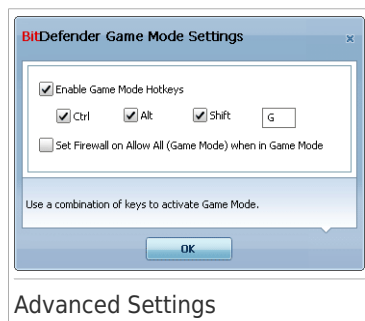 BitDefender Game Mode Settings x
Enable Game Mode Hotkeys
Ctrl Alt Shift G
Set Firewall on Allow All (Game Mode) when in Game Mode
Use a combination of keys to activate Game Mode.
OK
Advanced Settings